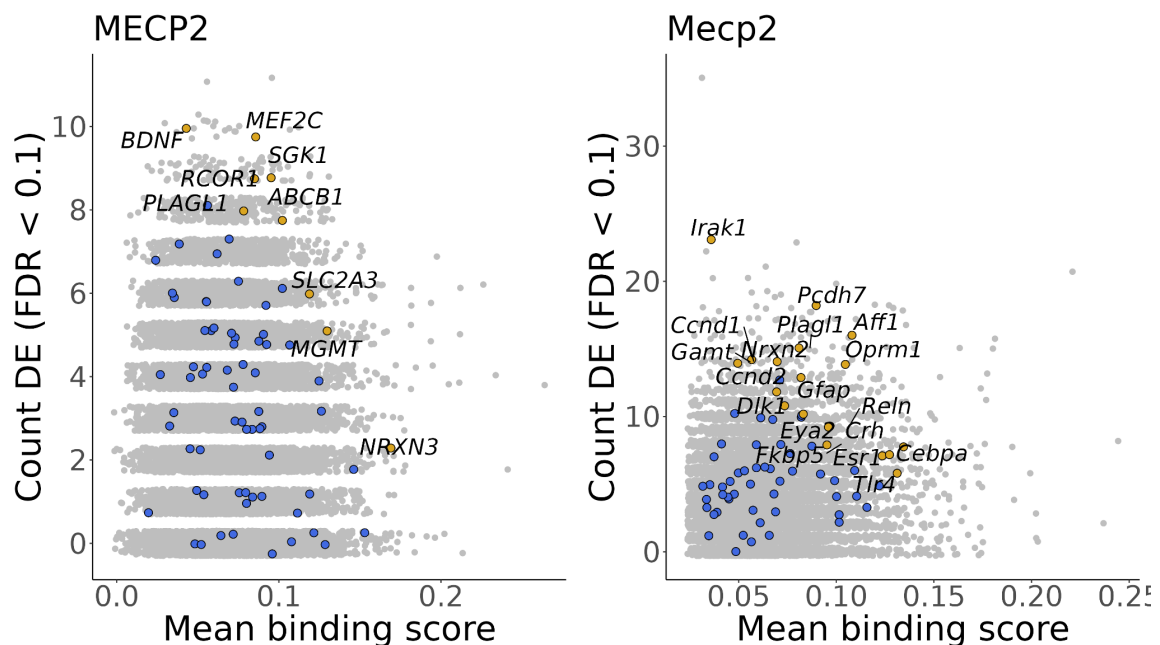 MECP2
Count DE (FDR < 0.1)
10
8
6
4
2
0
BDNF
MEF2C
SGK1
RCOR1
PLAGL1
ABCB1
SLC2A3
MGMT
NRXN3
0.0
0.1
0.2
Mean binding score
Mecp2
Count DE (FDR < 0.1)
30
20
10
0
Irak1
Pcdh7
Ccnd1
Plagl1
Aff1
Gamt
Nrxn2
Oprm1
Ccnd2
Gfap
Dlk1
Reln
Eya2
Crh
Fkbp5
Esr1
Cebpa
Tlr4
0.05
0.10
0.15
0.20
0.25
Mean binding score